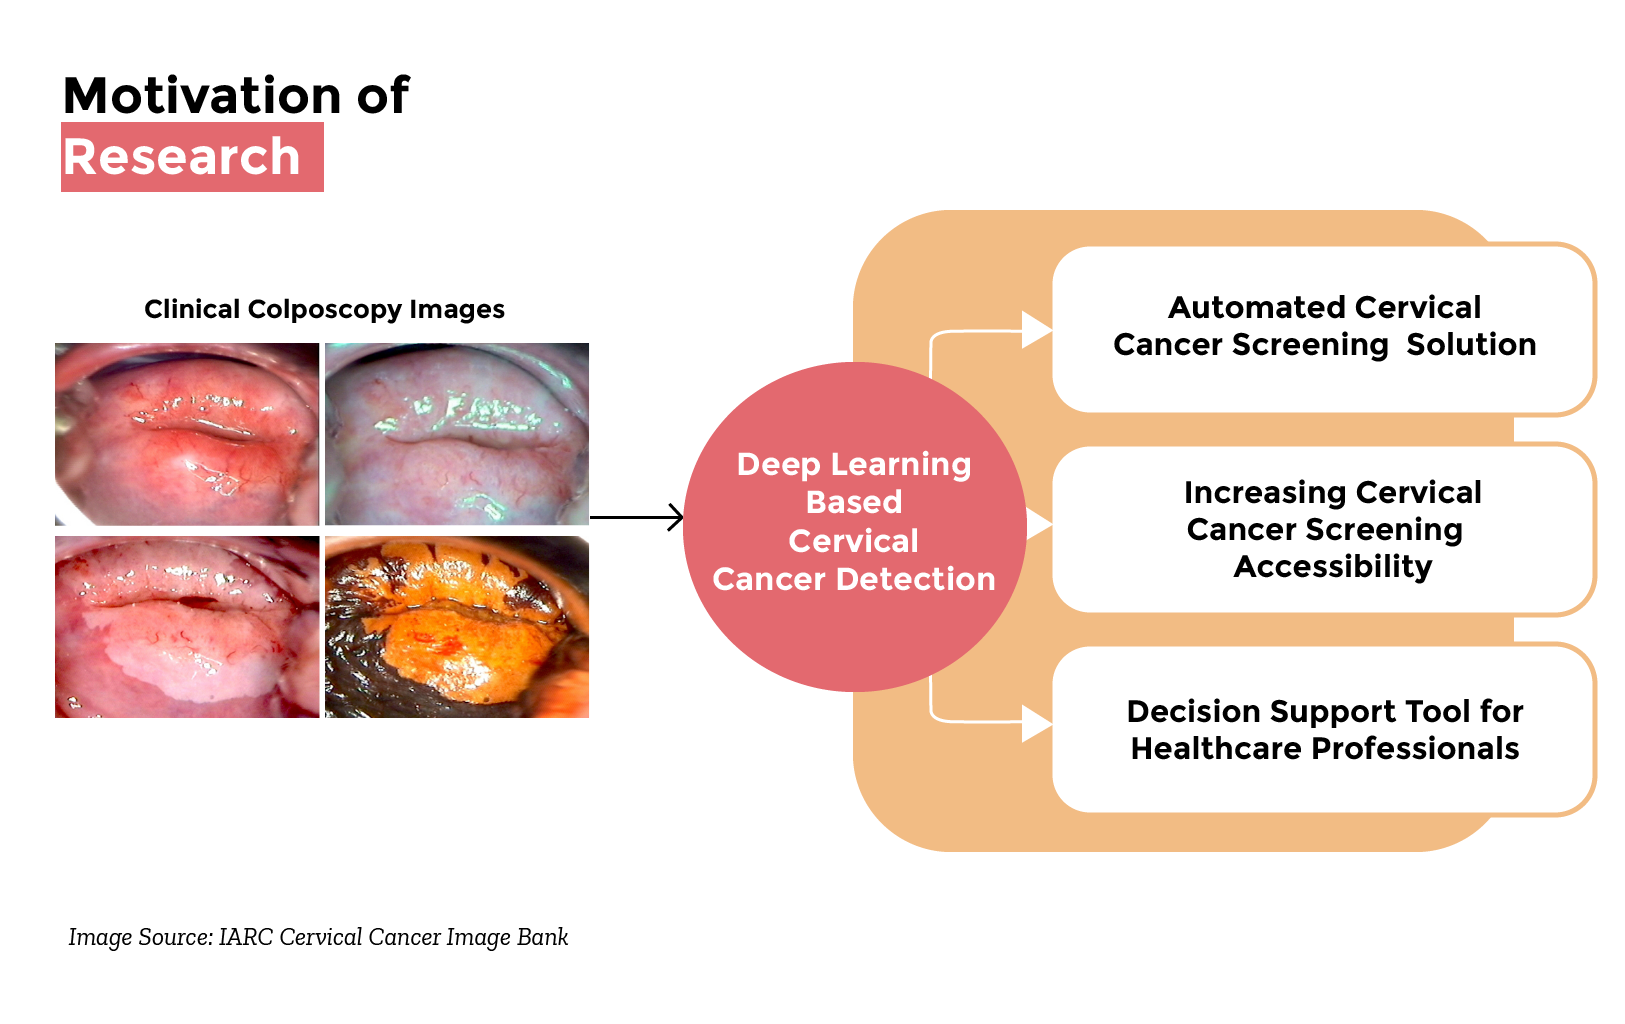 Motivation of
Research
Clinical Colposcopy Images
Deep Learning
Based
Cervical
Cancer Detection
Automated Cervical
Cancer Screening Solution
Increasing Cervical
Cancer Screening
Accessibility
Decision Support Tool for
Healthcare Professionals
Image Source: IARC Cervical Cancer Image Bank